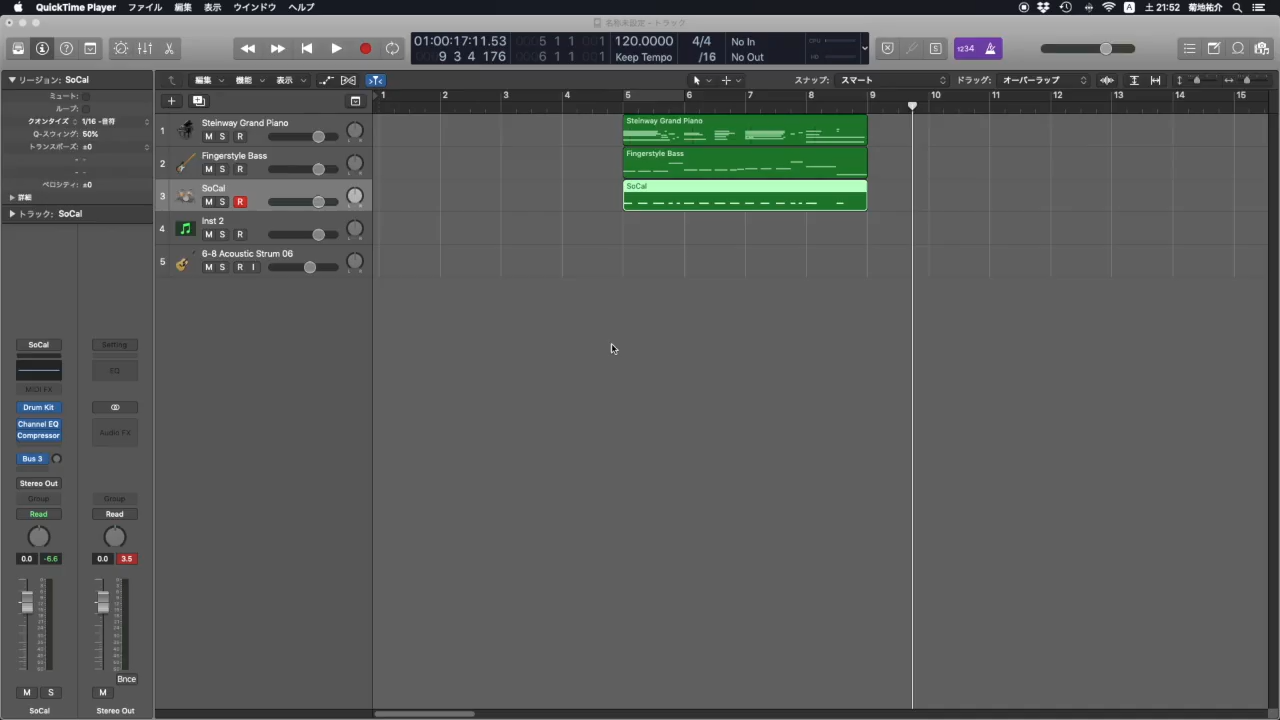 QuickTime Player ファイル 編集 表示 ウインドウ ヘルプ A 土 21:52 菊地祐介
名称未設定 - トラック
01:00:17:11.53 5 1 1 001 120.0000 4/4 No In CPU
9 3 4 176 6 1 1 001 Keep Tempo /16 No Out HD
S 1234
リージョン: SoCal
編集 機能 表示 スナップ: スマート ドラッグ: オーバーラップ
ミュート:
ループ:
クオンタイズ 1/16 -音符
Q-スウィング: 50%
トランスポーズ: ±0
ベロシティ: ±0
詳細
トラック: SoCal
1 2 3 4 5 6 7 8 9 10 11 12 13 14 15
1 Steinway Grand Piano
M S R L R
2 Fingerstyle Bass
M S R L R
3 SoCal
M S R L R
4 Inst 2
M S R L R
5 6-8 Acoustic Strum 06
M S R I L R
Steinway Grand Piano
Fingerstyle Bass
SoCal
SoCal Setting
EQ
MIDI FX
Drum Kit
Channel EQ
Compressor Audio FX
Bus 3
Stereo Out
Group Group
Read Read
0.0 -6.6 0.0 3.5
Bnce
M S M
SoCal Stereo Out